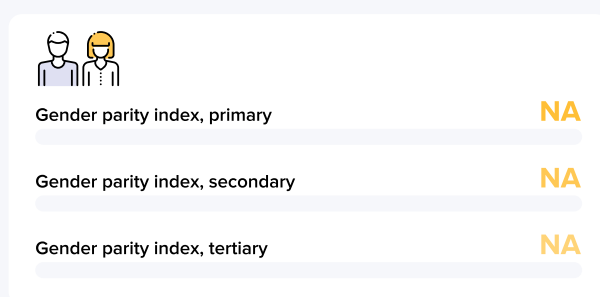 Gender parity index, primary NA
Gender parity index, secondary NA
Gender parity index, tertiary NA